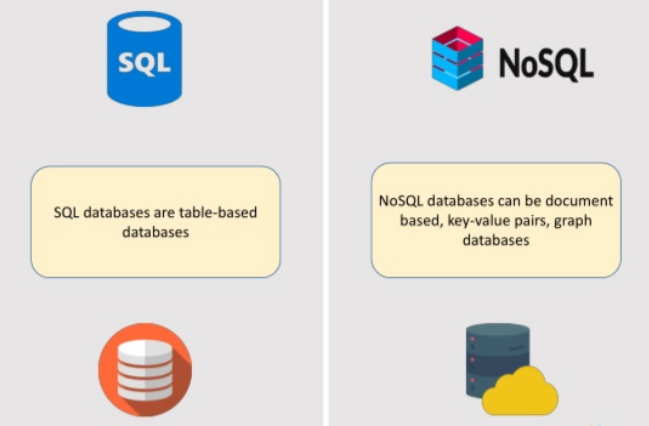 SQL
NoSQL
SQL databases are table-based
databases
NoSQL databases can be document
based, key-value pairs, graph
databases